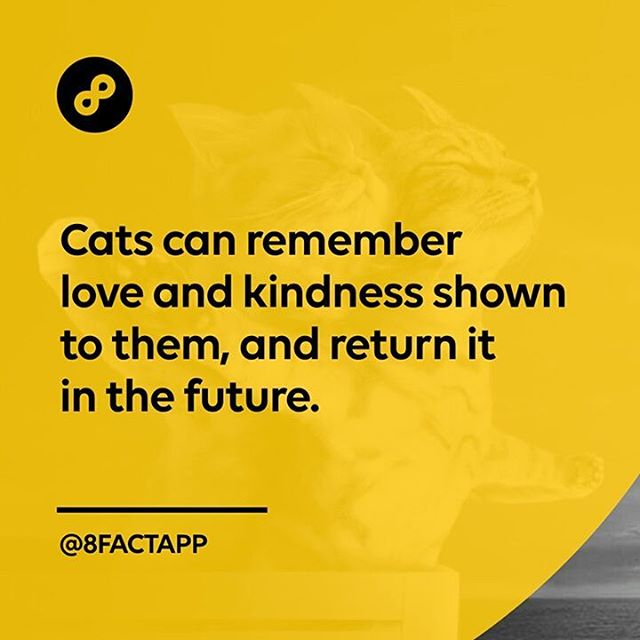 Cats can remember
love and kindness shown
to them, and return it
in the future.
@8FACTAPP